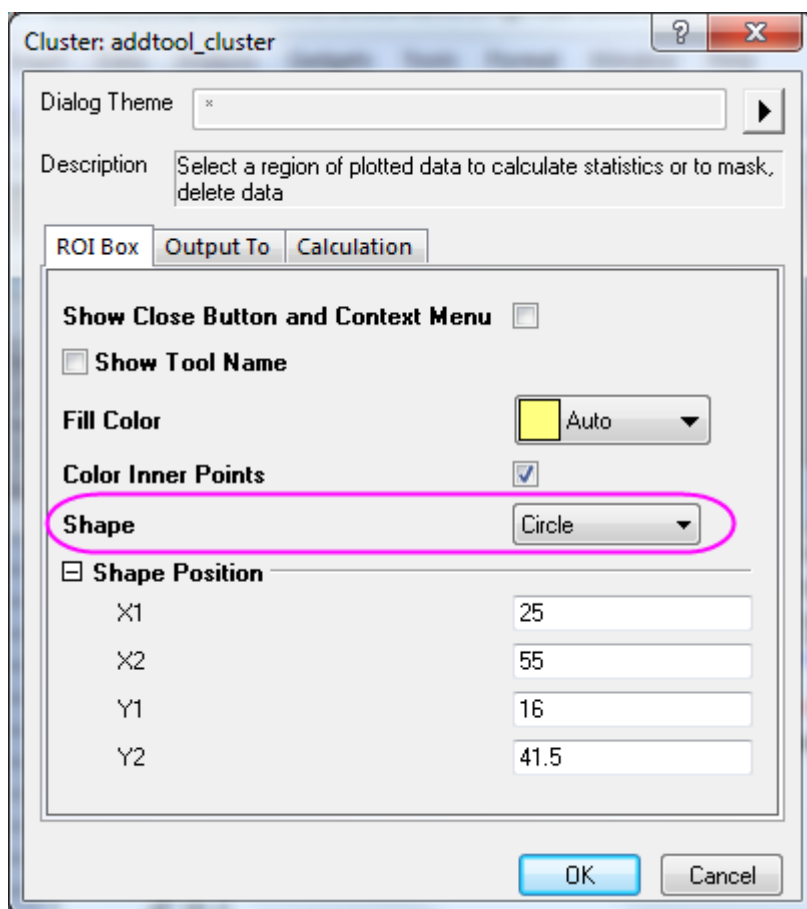 Cluster: addtool_cluster
Dialog Theme *
Description Select a region of plotted data to calculate statistics or to mask,
delete data
ROI Box Output To Calculation
Show Close Button and Context Menu
Show Tool Name
Fill Color Auto
Color Inner Points
Shape Circle
Shape Position
X1 25
X2 55
Y1 16
Y2 41.5
OK Cancel